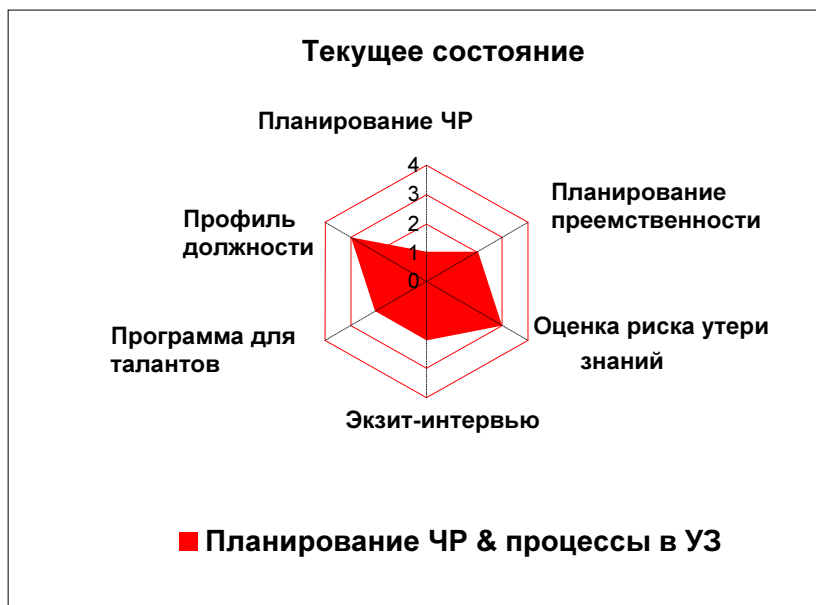 Текущее состояние
Планирование ЧР
4
3
2
1
0
Планирование
преемственности
Профиль
должности
Оценка риска утери
знаний
Программа для
талантов
Экзит-интервью
Планирование ЧР & процессы в УЗ